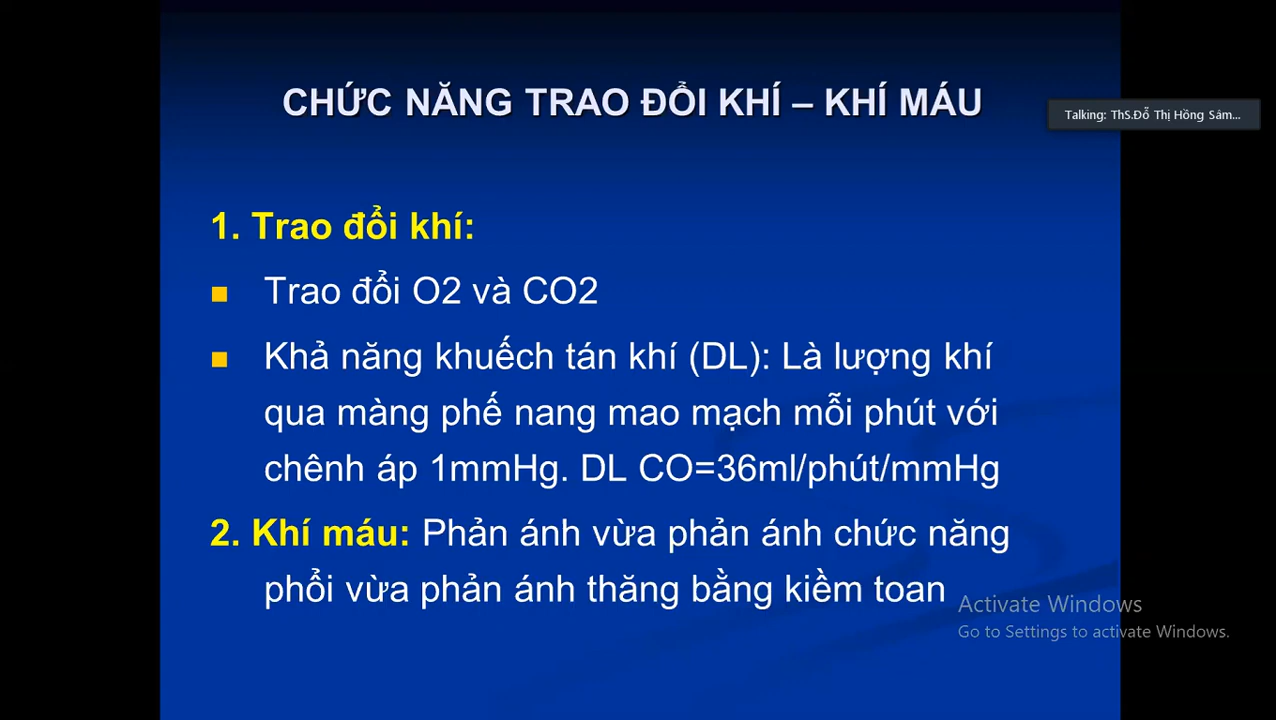 CHỨC NĂNG TRAO ĐỔI KHÍ – KHÍ MÁU
Talking: ThS.Đỗ Thị Hồng Sâm...
1. Trao đổi khí:
Trao đổi O2 và CO2
Khả năng khuếch tán khí (DL): Là lượng khí
qua màng phế nang mao mạch mỗi phút với
chênh áp 1mmHg. DL CO=36ml/phút/mmHg
2. Khí máu: Phản ánh vừa phản ánh chức năng
phổi vừa phản ánh thăng bằng kiềm toan
Activate Windows
Go to Settings to activate Windows.